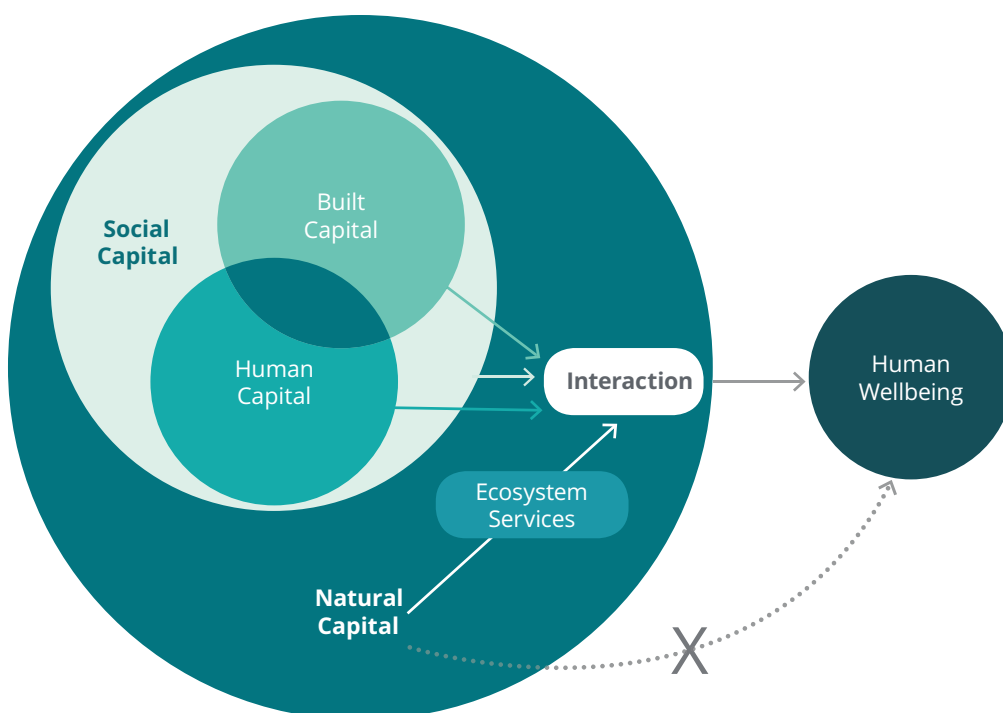 Built
Capital
Social
Capital
Human
Capital
Interaction
Human
Wellbeing
Ecosystem
Services
Natural
Capital
X